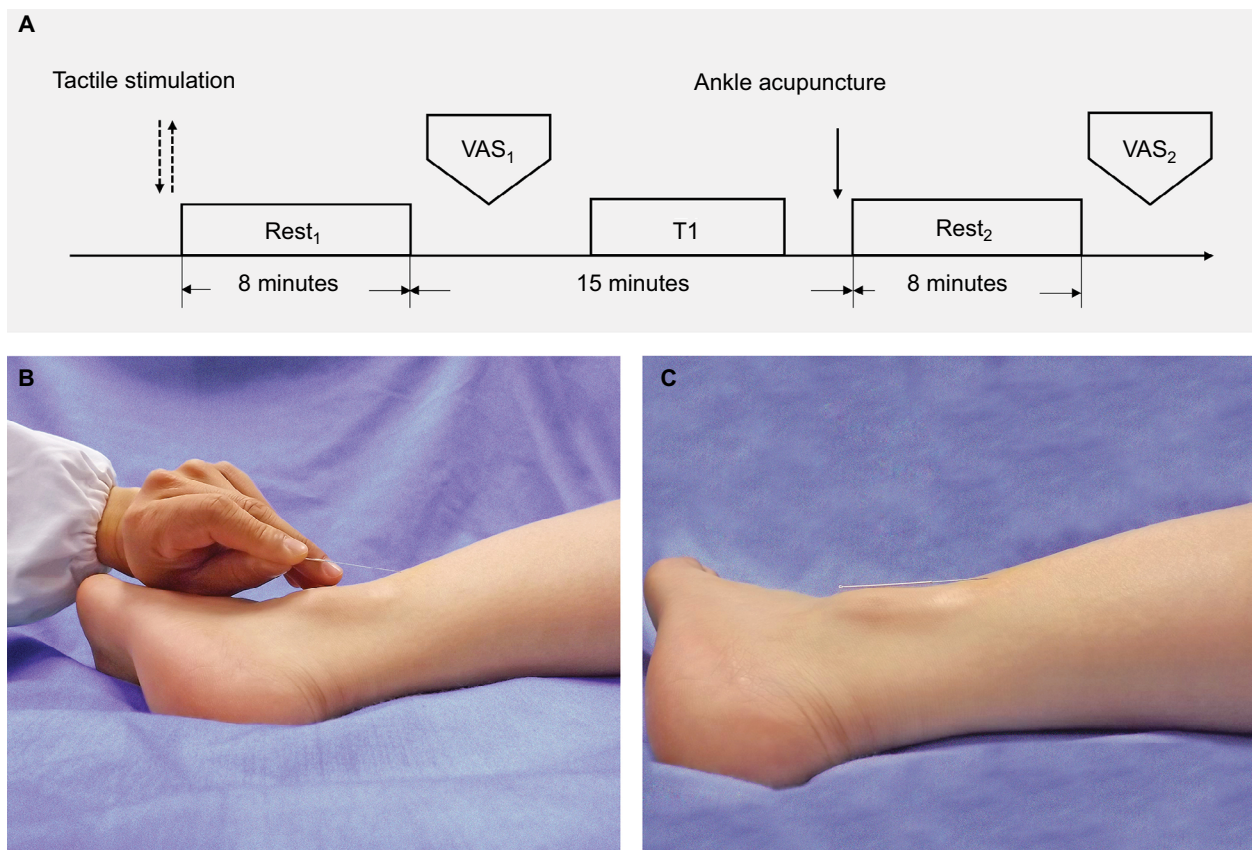 A
Tactile stimulation
Ankle acupuncture
VAS₁
VAS₂
Rest₁
T1
Rest₂
8 minutes
15 minutes
8 minutes
B
C